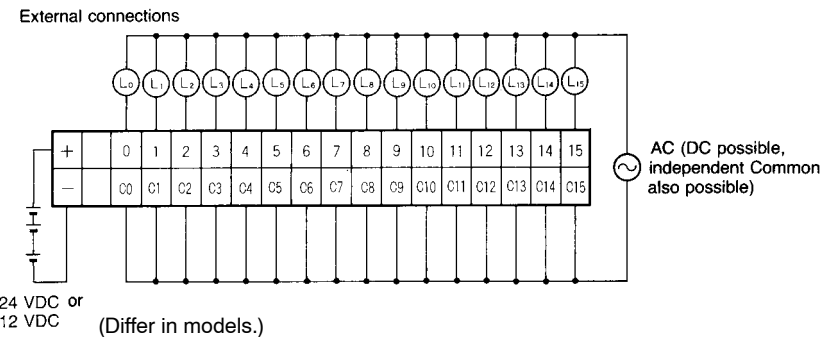 External connections
L0 L1 L2 L3 L4 L5 L6 L7 L8 L9 L10 L11 L12 L13 L14 L15
+ 0 1 2 3 4 5 6 7 8 9 10 11 12 13 14 15
− C0 C1 C2 C3 C4 C5 C6 C7 C8 C9 C10 C11 C12 C13 C14 C15
AC (DC possible,
independent Common
also possible)
24 VDC or
12 VDC
(Differ in models.)